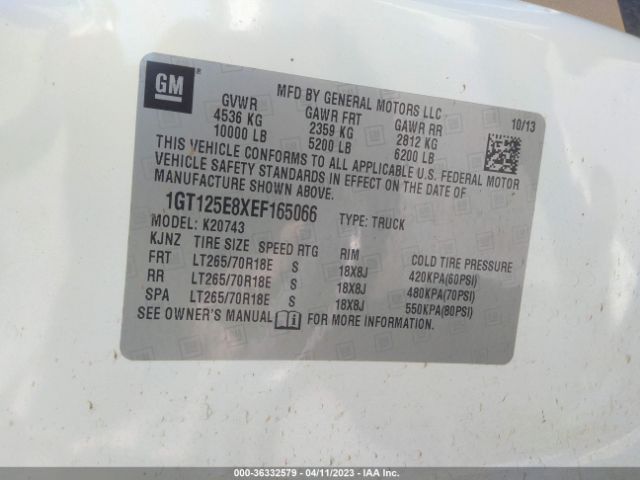 GM ®
MFD BY GENERAL MOTORS LLC
10/13
GVWR GAWR FRT GAWR RR
4536 KG 2359 KG 2812 KG
10000 LB 5200 LB 6200 LB
THIS VEHICLE CONFORMS TO ALL APPLICABLE U.S. FEDERAL MOTOR
VEHICLE SAFETY STANDARDS IN EFFECT ON THE DATE OF
MANUFACTURE SHOWN ABOVE.
1GT125E8XEF165066 TYPE: TRUCK
MODEL: K20743
KJNZ TIRE SIZE SPEED RTG RIM COLD TIRE PRESSURE
FRT LT265/70R18E S 18X8J 420KPA(60PSI)
RR LT265/70R18E S 18X8J 480KPA(70PSI)
SPA LT265/70R18E S 18X8J 550KPA(80PSI)
SEE OWNER'S MANUAL FOR MORE INFORMATION.
000-36332579 - 04/11/2023 - IAA Inc.